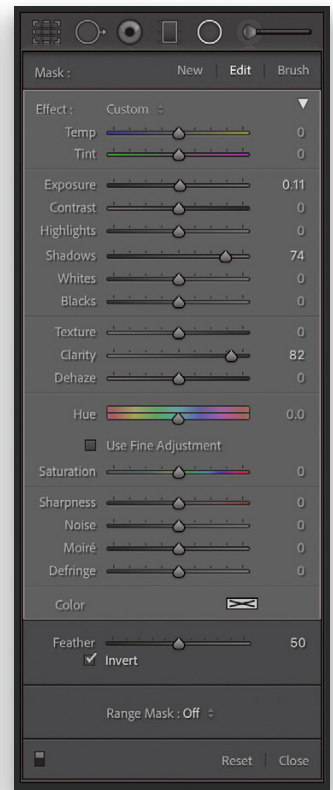 Mask : New | Edit | Brush
Effect : Custom
Temp 0
Tint 0
Exposure 0.11
Contrast 0
Highlights 0
Shadows 74
Whites 0
Blacks 0
Texture 0
Clarity 82
Dehaze 0
Hue 0.0
Use Fine Adjustment
Saturation 0
Sharpness 0
Noise 0
Moiré 0
Defringe 0
Color
Feather 50
Invert
Range Mask : Off
Reset | Close